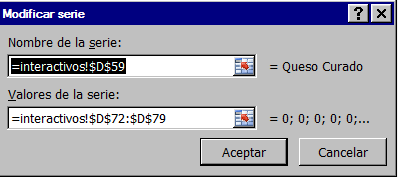 Modificar serie
Nombre de la serie:
=interactivos!$D$59 = Queso Curado
Valores de la serie:
=interactivos!$D$72:$D$79 = 0; 0; 0; 0; 0;...
Aceptar Cancelar